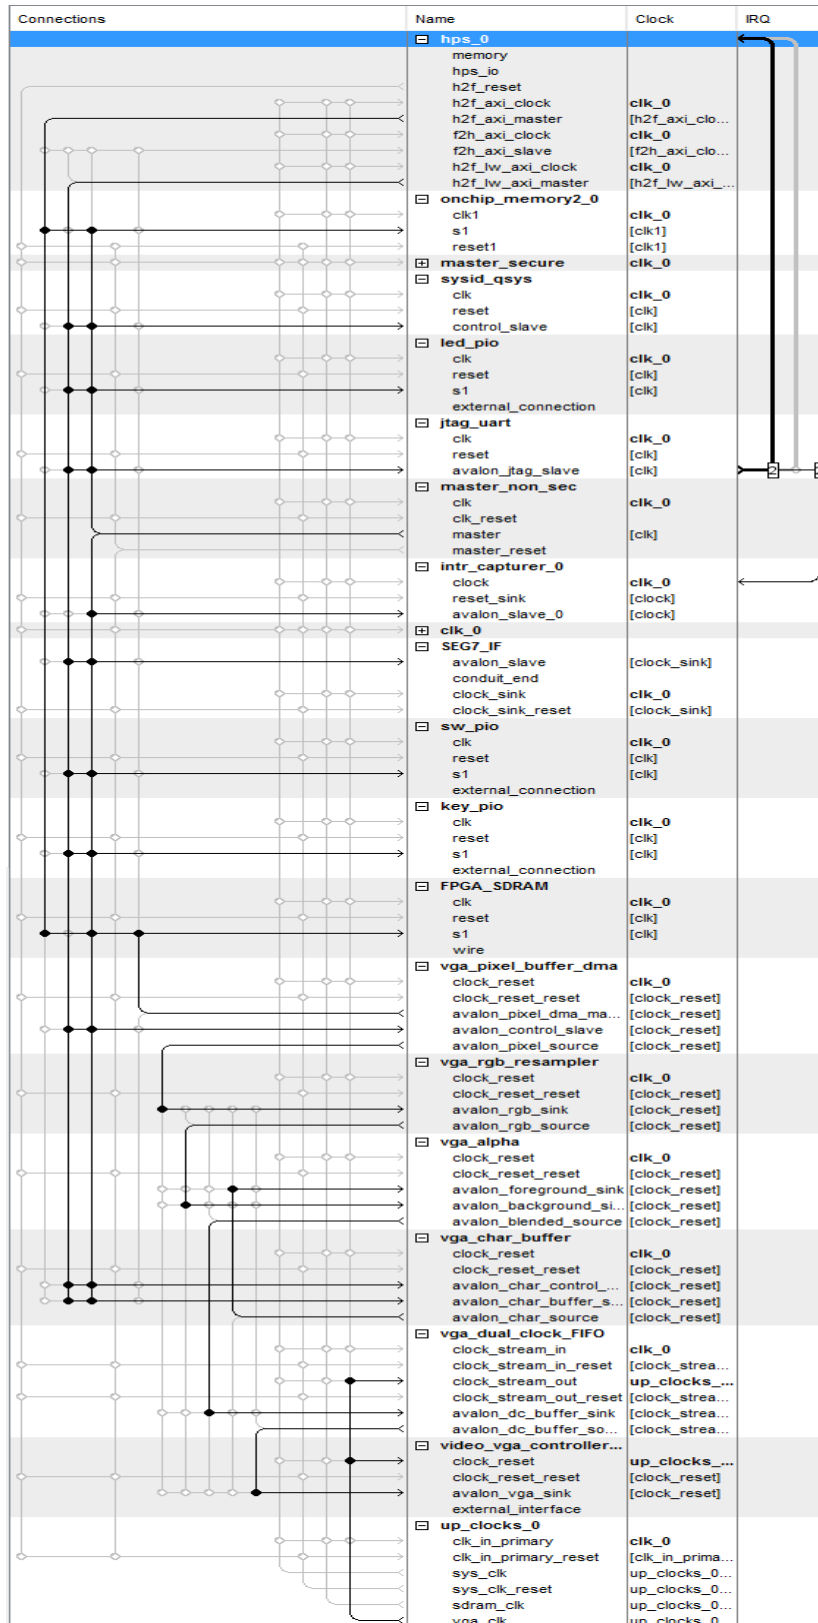 Connections Name Clock IRQ
hps_0
memory
hps_io
h2f_reset
h2f_axi_clock clk_0
h2f_axi_master [h2f_axi_clo...
f2h_axi_clock clk_0
f2h_axi_slave [f2h_axi_clo...
h2f_lw_axi_clock clk_0
h2f_lw_axi_master [h2f_lw_axi_...
onchip_memory2_0
clk1 clk_0
s1 [clk1]
reset1 [clk1]
master_secure clk_0
sysid_qsys
clk clk_0
reset [clk]
control_slave [clk]
led_pio
clk clk_0
reset [clk]
s1 [clk]
external_connection
jtag_uart
clk clk_0
reset [clk]
avalon_jtag_slave [clk] 2
master_non_sec
clk clk_0
clk_reset
master [clk]
master_reset
intr_capturer_0
clock clk_0
reset_sink [clock]
avalon_slave_0 [clock]
clk_0
SEG7_IF
avalon_slave [clock_sink]
conduit_end
clock_sink clk_0
clock_sink_reset [clock_sink]
sw_pio
clk clk_0
reset [clk]
s1 [clk]
external_connection
key_pio
clk clk_0
reset [clk]
s1 [clk]
external_connection
FPGA_SDRAM
clk clk_0
reset [clk]
s1 [clk]
wire
vga_pixel_buffer_dma
clock_reset clk_0
clock_reset_reset [clock_reset]
avalon_pixel_dma_ma... [clock_reset]
avalon_control_slave [clock_reset]
avalon_pixel_source [clock_reset]
vga_rgb_resampler
clock_reset clk_0
clock_reset_reset [clock_reset]
avalon_rgb_sink [clock_reset]
avalon_rgb_source [clock_reset]
vga_alpha
clock_reset clk_0
clock_reset_reset [clock_reset]
avalon_foreground_sink [clock_reset]
avalon_background_si... [clock_reset]
avalon_blended_source [clock_reset]
vga_char_buffer
clock_reset clk_0
clock_reset_reset [clock_reset]
avalon_char_control_... [clock_reset]
avalon_char_buffer_s... [clock_reset]
avalon_char_source [clock_reset]
vga_dual_clock_FIFO
clock_stream_in clk_0
clock_stream_in_reset [clock_strea...
clock_stream_out up_clocks_...
clock_stream_out_reset [clock_strea...
avalon_dc_buffer_sink [clock_strea...
avalon_dc_buffer_so... [clock_strea...
video_vga_controller...
clock_reset up_clocks_...
clock_reset_reset [clock_reset]
avalon_vga_sink [clock_reset]
external_interface
up_clocks_0
clk_in_primary clk_0
clk_in_primary_reset [clk_in_prima...
sys_clk up_clocks_0...
sys_clk_reset up_clocks_0...
sdram_clk up_clocks_0...
vga_clk up_clocks_0